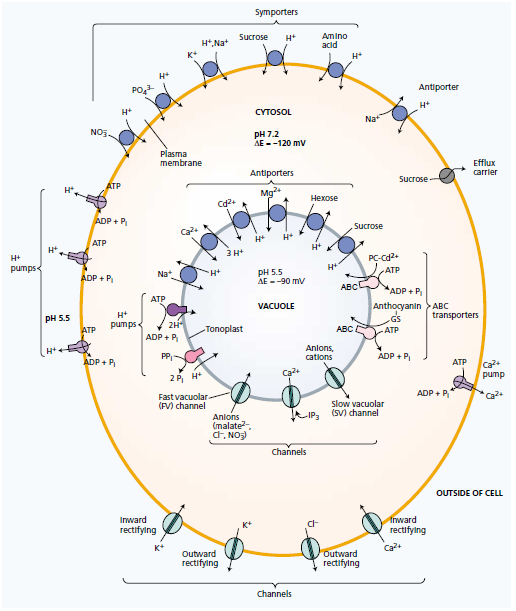 Symporters
H⁺,Na⁺
Sucrose
H⁺
Amino
acid
K⁺
H⁺
H⁺
PO₄³⁻
H⁺
NO₃⁻
Plasma
membrane
CYTOSOL
pH 7.2
ΔE = –120 mV
Antiporter
Na⁺
H⁺
Sucrose
Efflux
carrier
Antiporters
Mg²⁺
Cd²⁺
Hexose
Ca²⁺
Sucrose
3 H⁺
H⁺
H⁺
H⁺
H⁺
Na⁺
H⁺
pH 5.5
ΔE = –90 mV
VACUOLE
H⁺
ATP
ADP + Pᵢ
H⁺
ATP
ADP + Pᵢ
H⁺
pumps
pH 5.5
H⁺
ATP
ADP + Pᵢ
H⁺
pumps
ATP
2H⁺
ADP + Pᵢ
Tonoplast
PPᵢ
2 Pᵢ
H⁺
PC-Cd²⁺
ATP
ABC
ADP + Pᵢ
Anthocyanin
GS
ABC
ATP
ADP + Pᵢ
ABC
transporters
Anions,
cations
Ca²⁺
IP₃
Fast vacuolar
(FV) channel
Anions
(malate²⁻,
Cl⁻, NO₃⁻)
Slow vacuolar
(SV) channel
Channels
ATP
Ca²⁺
pump
ADP + Pᵢ
Ca²⁺
OUTSIDE OF CELL
Inward
rectifying
K⁺
K⁺
Outward
rectifying
Cl⁻
Outward
rectifying
Inward
rectifying
Ca²⁺
Channels